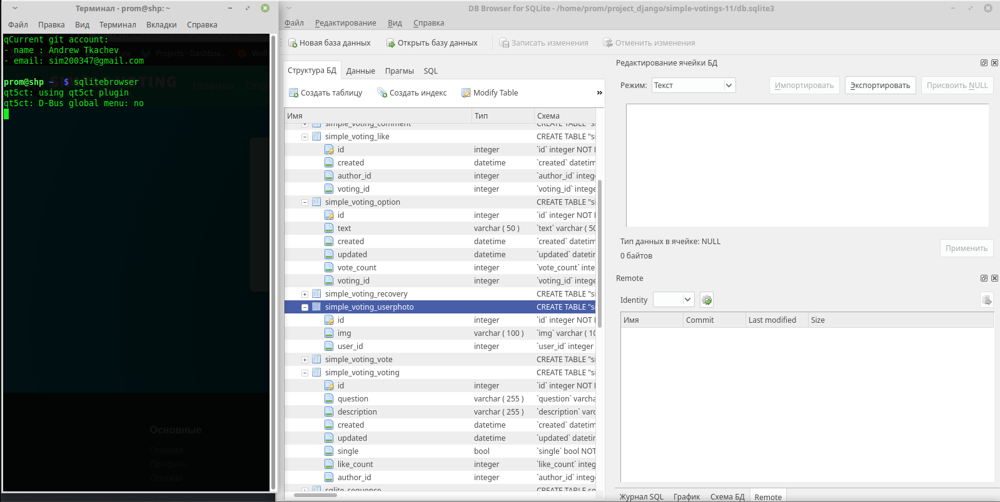 Терминал - prom@shp: ~
Файл Правка Вид Терминал Вкладки Справка
qCurrent git account:
- name : Andrew Tkachev
- email: sim200347@gmail.com
prom@shp ~ $ sqlitebrowser
qt5ct: using qt5ct plugin
qt5ct: D-Bus global menu: no
Projects · Dashboa...
VOTING
Главная
Основные
Главная
Профиль
Опросы
DB Browser for SQLite - /home/prom/project_django/simple-votings-11/db.sqlite3
Файл Редактирование Вид Справка
Новая база данных Открыть базу данных Записать изменения Отменить изменения
Структура БД Данные Прагмы SQL
Создать таблицу Создать индекс Modify Table »
Имя Тип Схема
simple_voting_comment CREATE TABLE "si
simple_voting_like CREATE TABLE "si
id integer `id` integer NOT
created datetime `created` datetim
author_id integer `author_id` integ
voting_id integer `voting_id` intege
simple_voting_option CREATE TABLE "si
id integer `id` integer NOT
text varchar ( 50 ) `text` varchar ( 50
created datetime `created` datetim
updated datetime `updated` datetim
vote_count integer `vote_count` inte
voting_id integer `voting_id` intege
simple_voting_recovery CREATE TABLE "si
simple_voting_userphoto CREATE TABLE "si
id integer `id` integer NOT
img varchar ( 100 ) `img` varchar ( 10
user_id integer `user_id` integer
simple_voting_vote CREATE TABLE "si
simple_voting_voting CREATE TABLE "si
id integer `id` integer NOT
question varchar ( 255 ) `question` varcha
description varchar ( 255 ) `description` varc
created datetime `created` datetim
updated datetime `updated` datetim
single bool `single` bool NOT
like_count integer `like_count` integ
author_id integer `author_id` integ
sqlite_sequence CREATE TABLE sq
Редактирование ячейки БД
Режим: Текст Импортировать Экспортировать Присвоить NULL
Тип данных в ячейке: NULL
0 байтов
Применить
Remote
Identity
Имя Commit Last modified Size
Журнал SQL График Схема БД Remote